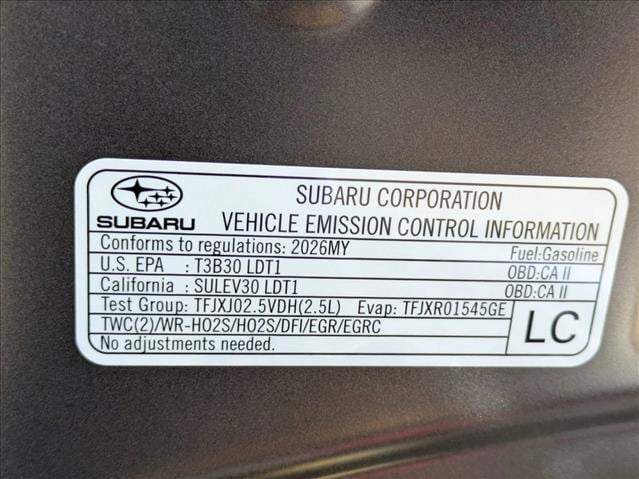 SUBARU CORPORATION
SUBARU VEHICLE EMISSION CONTROL INFORMATION
Conforms to regulations: 2026MY Fuel:Gasoline
U.S. EPA : T3B30 LDT1 OBD:CA II
California : SULEV30 LDT1 OBD:CA II
Test Group: TFJXJ02.5VDH(2.5L) Evap: TFJXR01545GE
TWC(2)/WR-HO2S/HO2S/DFI/EGR/EGRC LC
No adjustments needed.